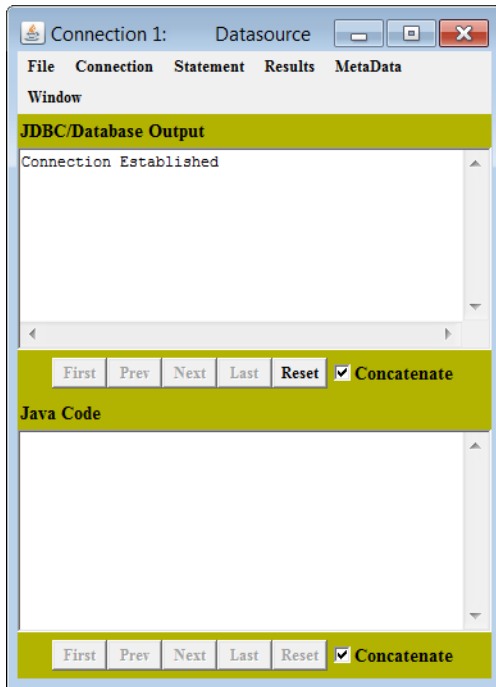 Connection 1: Datasource
File Connection Statement Results MetaData
Window
JDBC/Database Output
Connection Established
First Prev Next Last Reset Concatenate
Java Code
First Prev Next Last Reset Concatenate